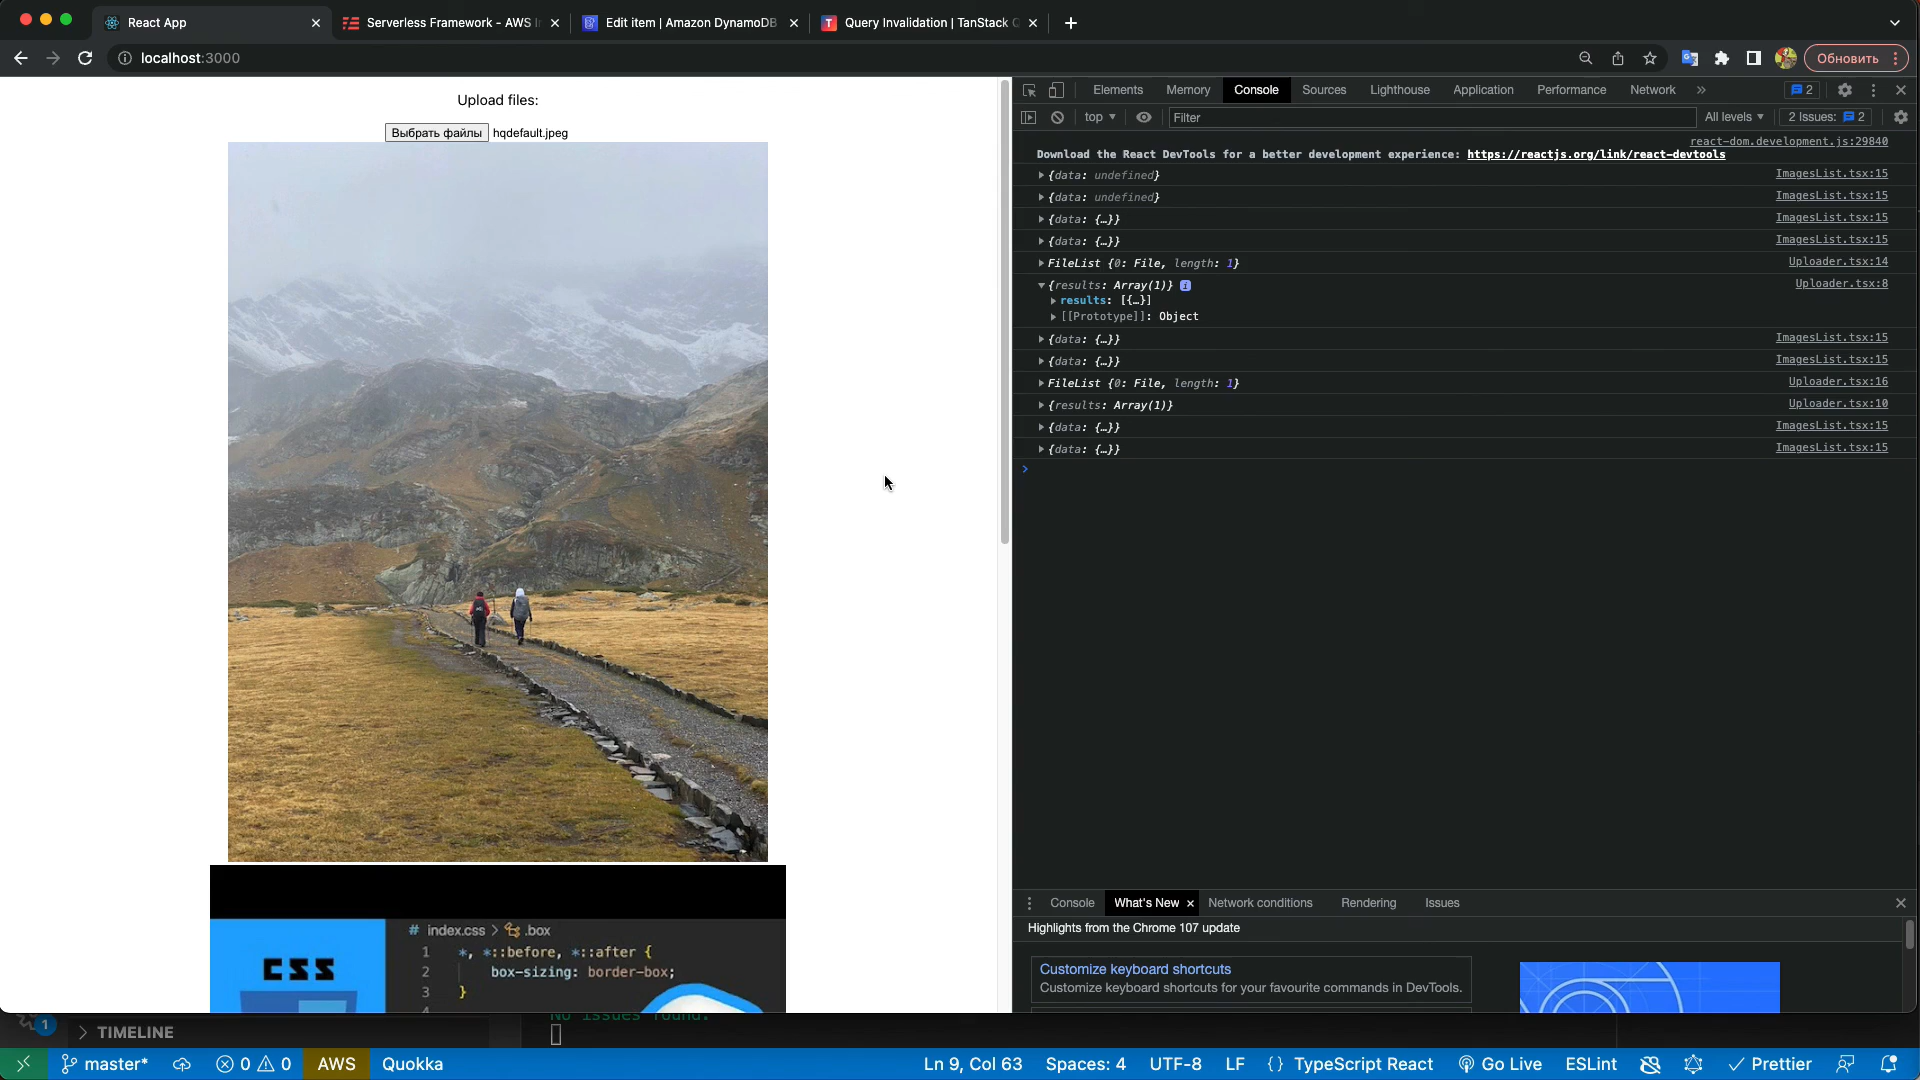 React App
Serverless Framework - AWS I
Edit item | Amazon DynamoDB
Query Invalidation | TanStack Q
localhost:3000
Обновить
Upload files:
Выбрать файлы hqdefault.jpeg
# index.css > .box
1 *, *::before, *::after {
2 box-sizing: border-box;
3 }
4
CSS
Elements Memory Console Sources Lighthouse Application Performance Network » 2
top Filter All levels 2 Issues: 2
react-dom.development.js:29840
Download the React DevTools for a better development experience: https://reactjs.org/link/react-devtools
{data: undefined} ImagesList.tsx:15
{data: undefined} ImagesList.tsx:15
{data: {…}} ImagesList.tsx:15
{data: {…}} ImagesList.tsx:15
FileList {0: File, length: 1} Uploader.tsx:14
{results: Array(1)} i Uploader.tsx:8
results: [{…}]
[[Prototype]]: Object
{data: {…}} ImagesList.tsx:15
{data: {…}} ImagesList.tsx:15
FileList {0: File, length: 1} Uploader.tsx:16
{results: Array(1)} Uploader.tsx:10
{data: {…}} ImagesList.tsx:15
{data: {…}} ImagesList.tsx:15
Console What's New Network conditions Rendering Issues
Highlights from the Chrome 107 update
Customize keyboard shortcuts
Customize keyboard shortcuts for your favourite commands in DevTools.
1
TIMELINE
No issues found.
master* 0 0 AWS Quokka Ln 9, Col 63 Spaces: 4 UTF-8 LF {} TypeScript React Go Live ESLint Prettier